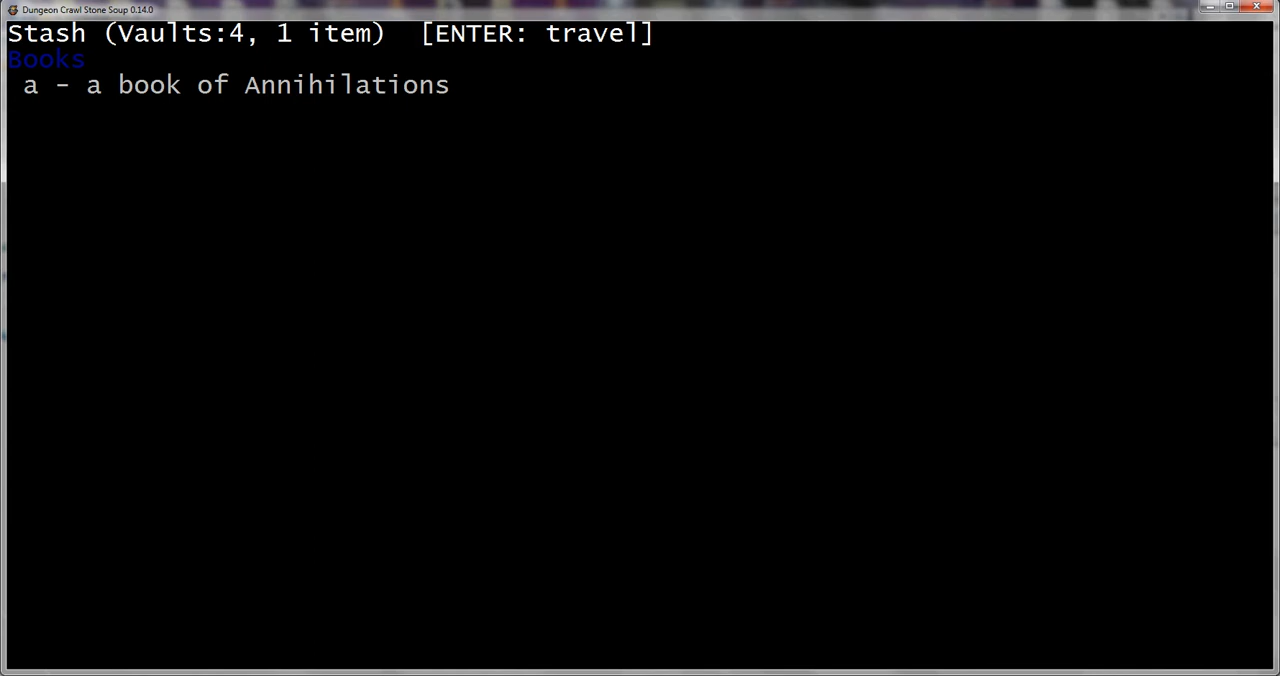 Dungeon Crawl Stone Soup 0.14.0
Stash (Vaults:4, 1 item)  [ENTER: travel]
Books
a - a book of Annihilations